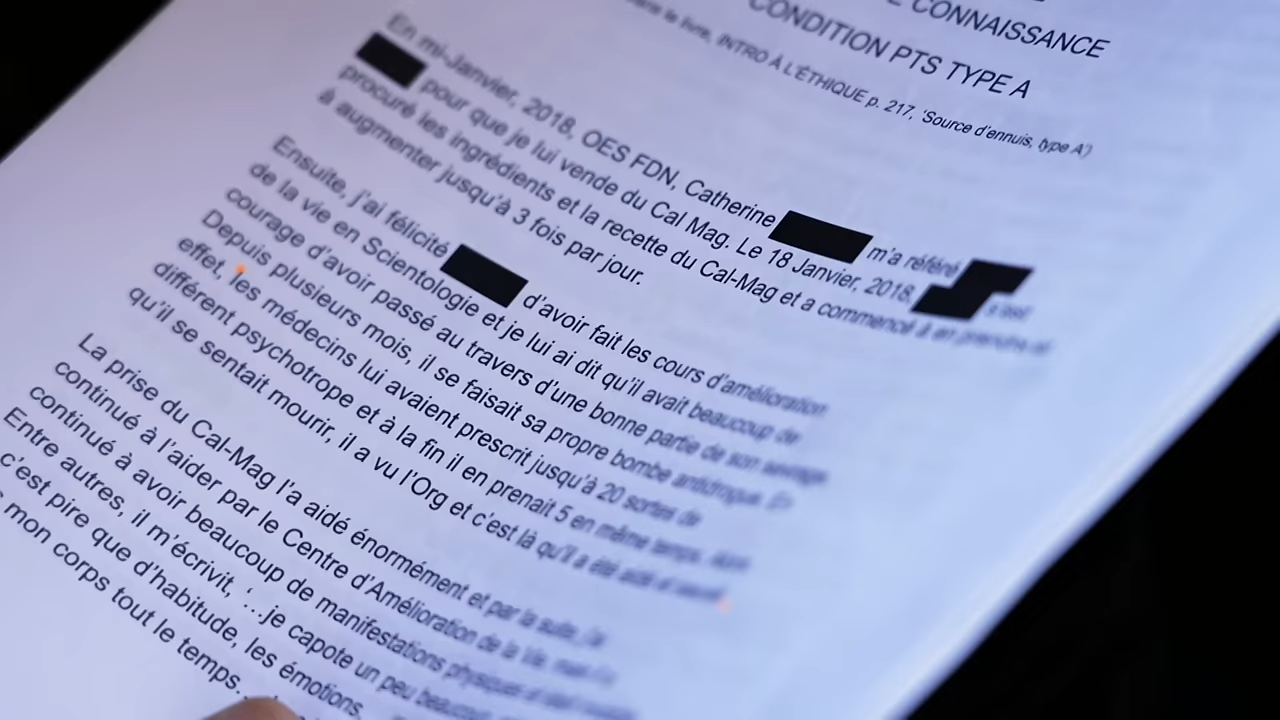 CONNAISSANCE
CONDITION PTS TYPE A
le livre, INTRO À L'ÉTHIQUE p. 217, 'Source d'ennuis, type A')
En mi-Janvier, 2018, OES FDN, Catherine m'a référé
pour que je lui vende du Cal Mag. Le 18 Janvier, 2018, s'est
procuré les ingrédients et la recette du Cal-Mag et a commencé à en prendre et
à augmenter jusqu'à 3 fois par jour.
Ensuite, j'ai félicité d'avoir fait les cours d'amélioration
de la vie en Scientologie et je lui ai dit qu'il avait beaucoup de
courage d'avoir passé au travers d'une bonne partie de son sevrage
Depuis plusieurs mois, il se faisait sa propre bombe antidrogue. En
effet, les médecins lui avaient prescrit jusqu'à 20 sortes de
différent psychotrope et à la fin il en prenait 5 en même temps. Alors
qu'il se sentait mourir, il a vu l'Org et c'est là qu'il a été aidé et sauvé
La prise du Cal-Mag l'a aidé énormément et par la suite, j'ai
continué à l'aider par le Centre d'Amélioration de la Vie, mais il a
continué à avoir beaucoup de manifestations physiques et
Entre autres, il m'écrivit, '...je capote un peu beaucoup
c'est pire que d'habitude, les émotions,
mon corps tout le temps...